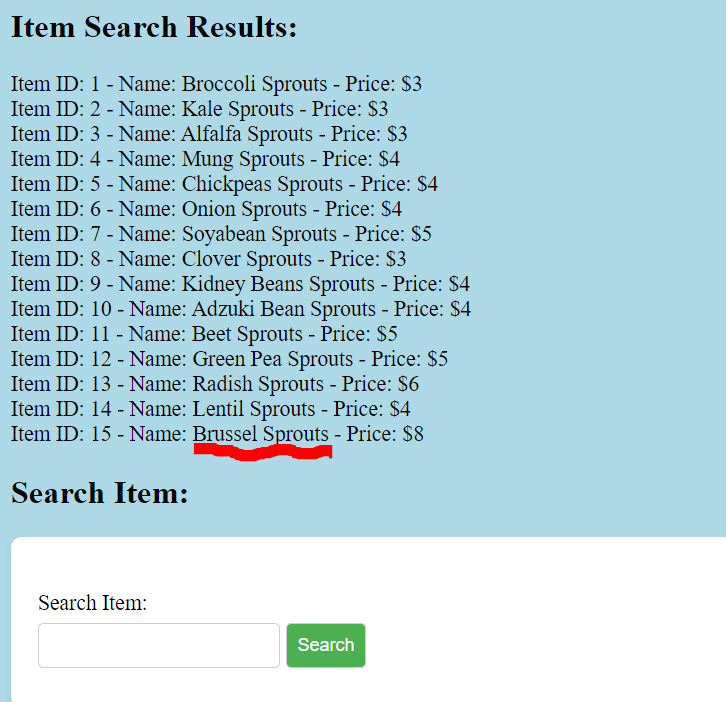 Item Search Results:
Item ID: 1 - Name: Broccoli Sprouts - Price: $3
Item ID: 2 - Name: Kale Sprouts - Price: $3
Item ID: 3 - Name: Alfalfa Sprouts - Price: $3
Item ID: 4 - Name: Mung Sprouts - Price: $4
Item ID: 5 - Name: Chickpeas Sprouts - Price: $4
Item ID: 6 - Name: Onion Sprouts - Price: $4
Item ID: 7 - Name: Soyabean Sprouts - Price: $5
Item ID: 8 - Name: Clover Sprouts - Price: $3
Item ID: 9 - Name: Kidney Beans Sprouts - Price: $4
Item ID: 10 - Name: Adzuki Bean Sprouts - Price: $4
Item ID: 11 - Name: Beet Sprouts - Price: $5
Item ID: 12 - Name: Green Pea Sprouts - Price: $5
Item ID: 13 - Name: Radish Sprouts - Price: $6
Item ID: 14 - Name: Lentil Sprouts - Price: $4
Item ID: 15 - Name: Brussel Sprouts - Price: $8
Search Item:
Search Item:
Search